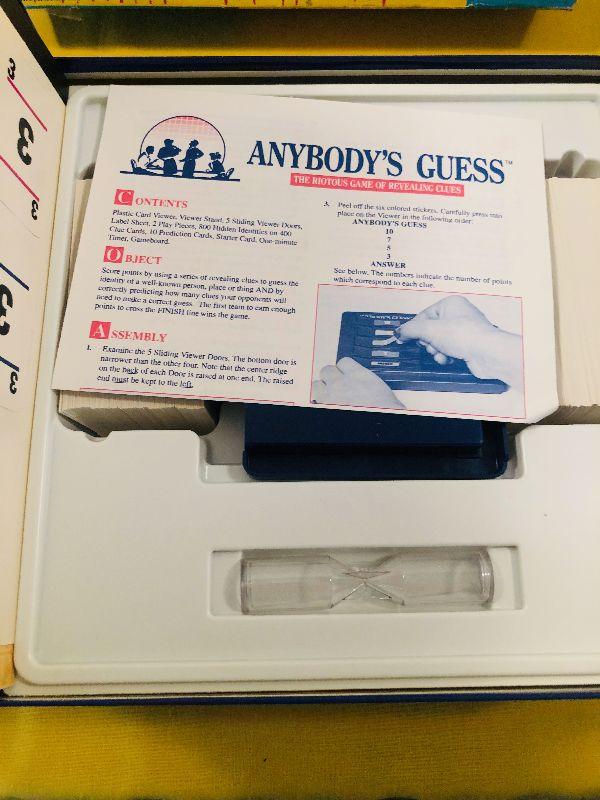 ANYBODY'S GUESS™
THE RIOTOUS GAME OF REVEALING CLUES
CONTENTS
Plastic Card Viewer, Viewer Stand, 5 Sliding Viewer Doors,
Label Sheet, 2 Play Pieces, 800 Hidden Identities on 400
Clue Cards, 10 Prediction Cards, Starter Card, One-minute
Timer, Gameboard.
OBJECT
Score points by using a series of revealing clues to guess the
identity of a well-known person, place or thing AND by
correctly predicting how many clues your opponents will
need to make a correct guess. The first team to earn enough
points to cross the FINISH line wins the game.
ASSEMBLY
1. Examine the 5 Sliding Viewer Doors. The bottom door is
narrower than the other four. Note that the center ridge
on the back of each Door is raised at one end. The raised
end must be kept to the left.
3. Peel off the six colored stickers. Carefully press into
place on the Viewer in the following order:
ANYBODY'S GUESS
10
7
5
3
ANSWER
See below. The numbers indicate the number of points
which correspond to each clue.
3/3/3
/3/3